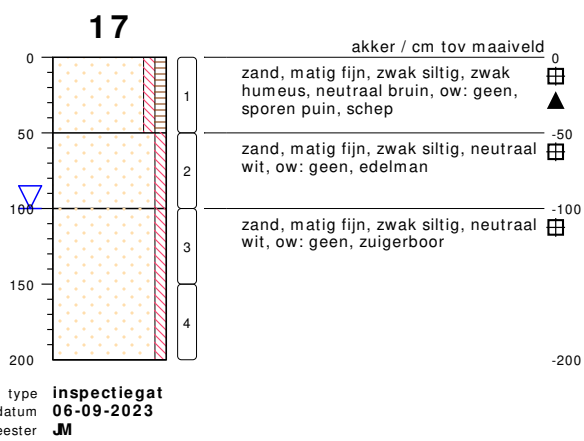 17
akker / cm tov maaiveld
0
0
zand, matig fijn, zwak siltig, zwak
humeus, neutraal bruin, ow: geen,
sporen puin, schep
1
50
-50
zand, matig fijn, zwak siltig, neutraal
wit, ow: geen, edelman
2
100
-100
zand, matig fijn, zwak siltig, neutraal
wit, ow: geen, zuigerboor
3
150
4
200
-200
type inspectiegat
datum 06-09-2023
eester JM